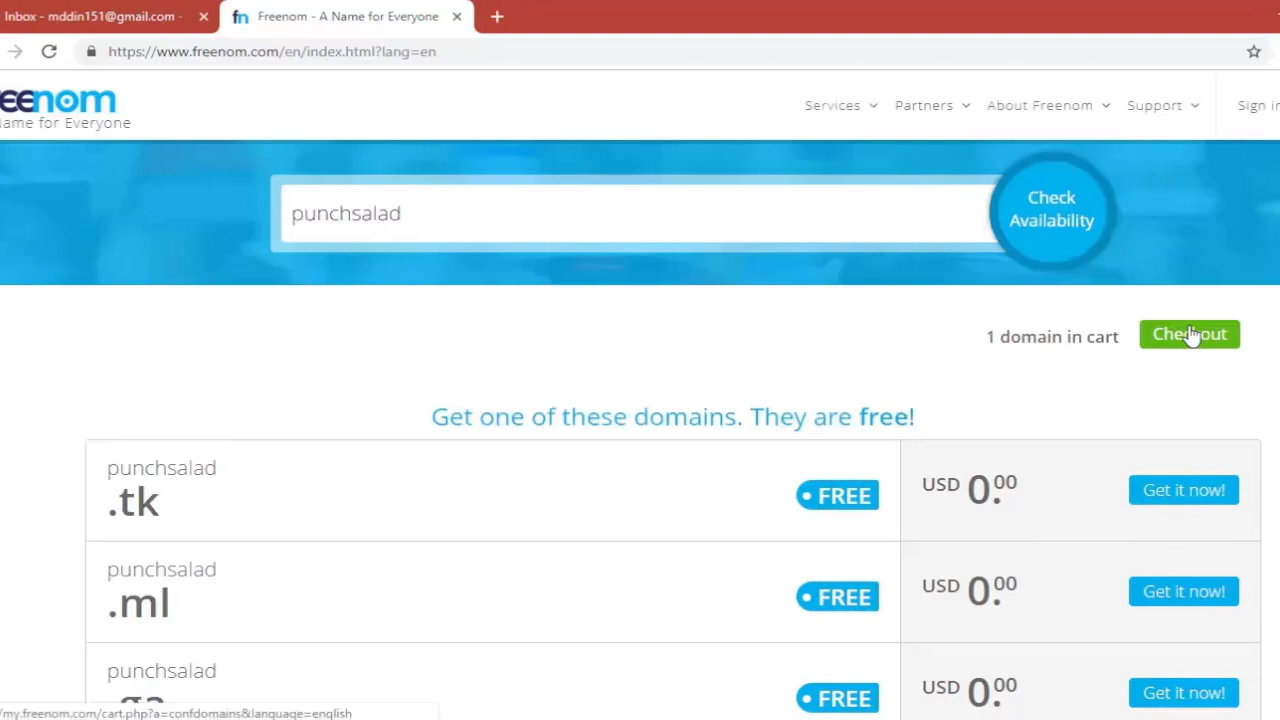 Inbox - mddin151@gmail.com -
fn Freenom - A Name for Everyone
https://www.freenom.com/en/index.html?lang=en
eenom
Name for Everyone
Services Partners About Freenom Support Sign in
punchsalad
Check
Availability
1 domain in cart Checkout
Get one of these domains. They are free!
punchsalad
.tk FREE USD 0.00 Get it now!
punchsalad
.ml FREE USD 0.00 Get it now!
punchsalad
.ga FREE USD 0.00 Get it now!
/my.freenom.com/cart.php?a=confdomains&language=english